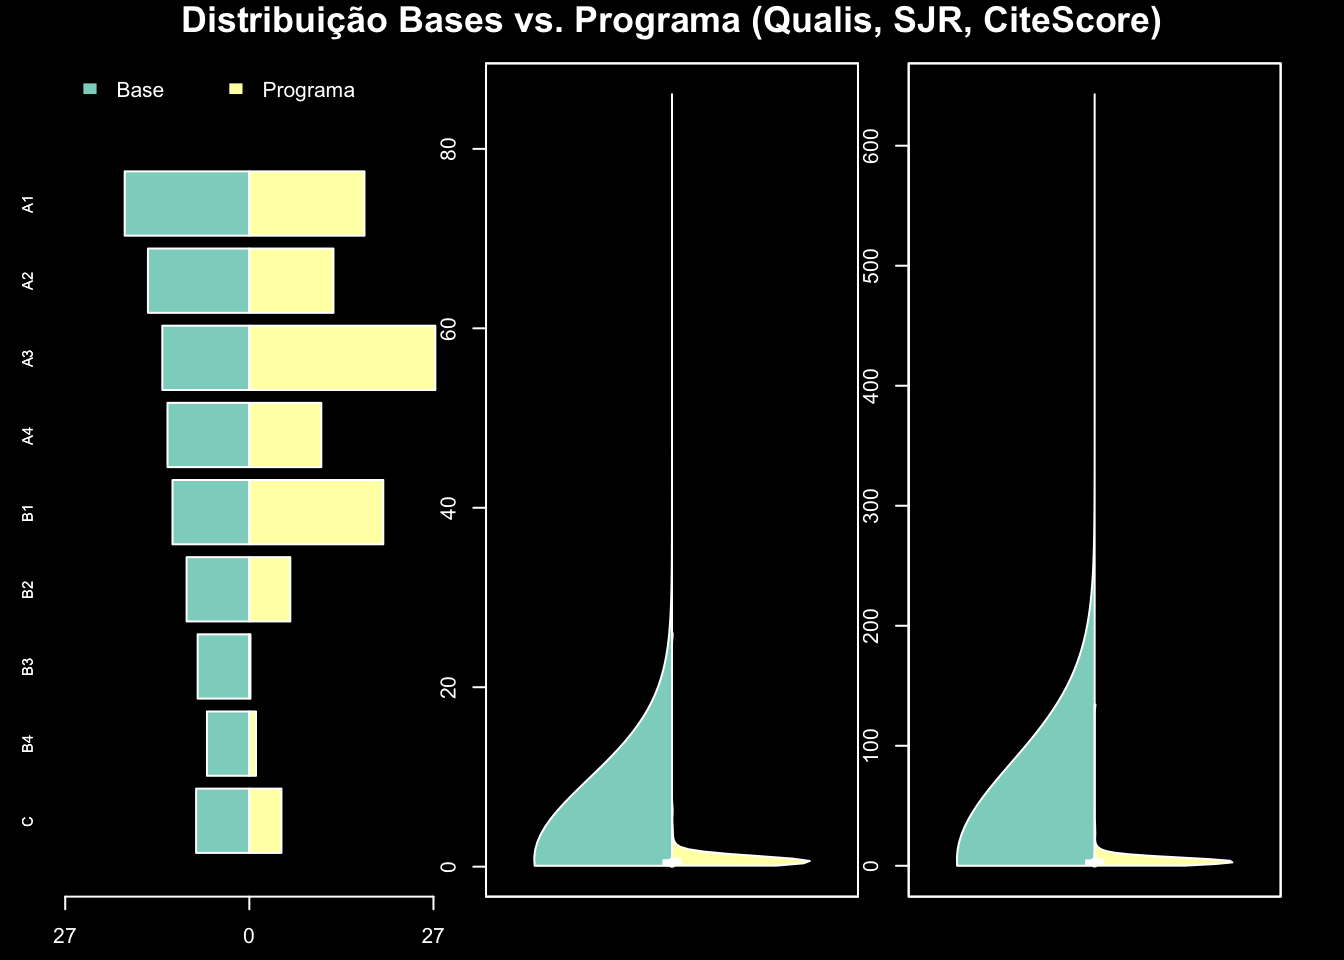 Distribuição Bases vs. Programa (Qualis, SJR, CiteScore)
Base Programa
A1
A2
A3
A4
B1
B2
B3
B4
C
27 0 27
80
60
40
20
0
600
500
400
300
200
100
0